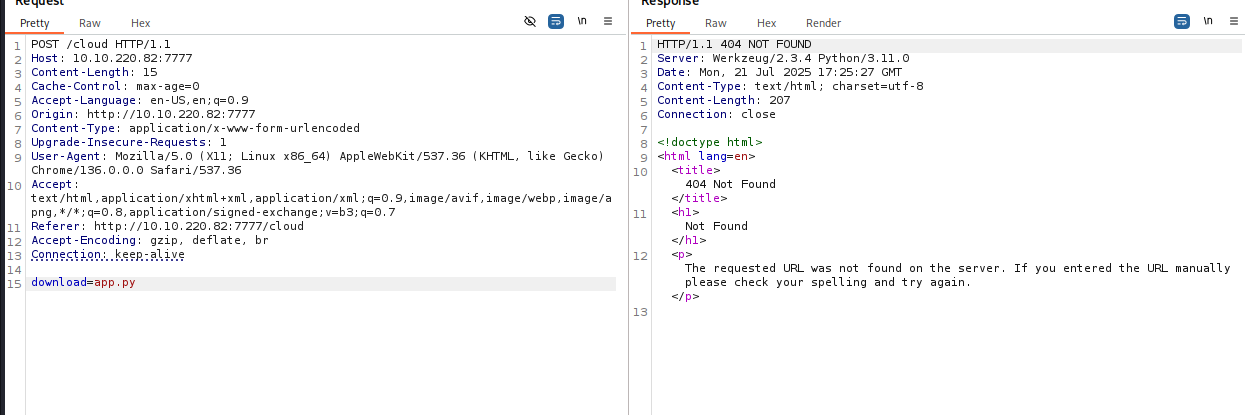 Request
Pretty Raw Hex
\n
1 POST /cloud HTTP/1.1
2 Host: 10.10.220.82:7777
3 Content-Length: 15
4 Cache-Control: max-age=0
5 Accept-Language: en-US,en;q=0.9
6 Origin: http://10.10.220.82:7777
7 Content-Type: application/x-www-form-urlencoded
8 Upgrade-Insecure-Requests: 1
9 User-Agent: Mozilla/5.0 (X11; Linux x86_64) AppleWebKit/537.36 (KHTML, like Gecko)
Chrome/136.0.0.0 Safari/537.36
10 Accept:
text/html,application/xhtml+xml,application/xml;q=0.9,image/avif,image/webp,image/a
png,*/*;q=0.8,application/signed-exchange;v=b3;q=0.7
11 Referer: http://10.10.220.82:7777/cloud
12 Accept-Encoding: gzip, deflate, br
13 Connection: keep-alive
14
15 download=app.py
Response
Pretty Raw Hex Render
\n
1 HTTP/1.1 404 NOT FOUND
2 Server: Werkzeug/2.3.4 Python/3.11.0
3 Date: Mon, 21 Jul 2025 17:25:27 GMT
4 Content-Type: text/html; charset=utf-8
5 Content-Length: 207
6 Connection: close
7
8 <!doctype html>
9 <html lang=en>
10 <title>
404 Not Found
</title>
11 <h1>
Not Found
</h1>
12 <p>
The requested URL was not found on the server. If you entered the URL manually
please check your spelling and try again.
</p>
13